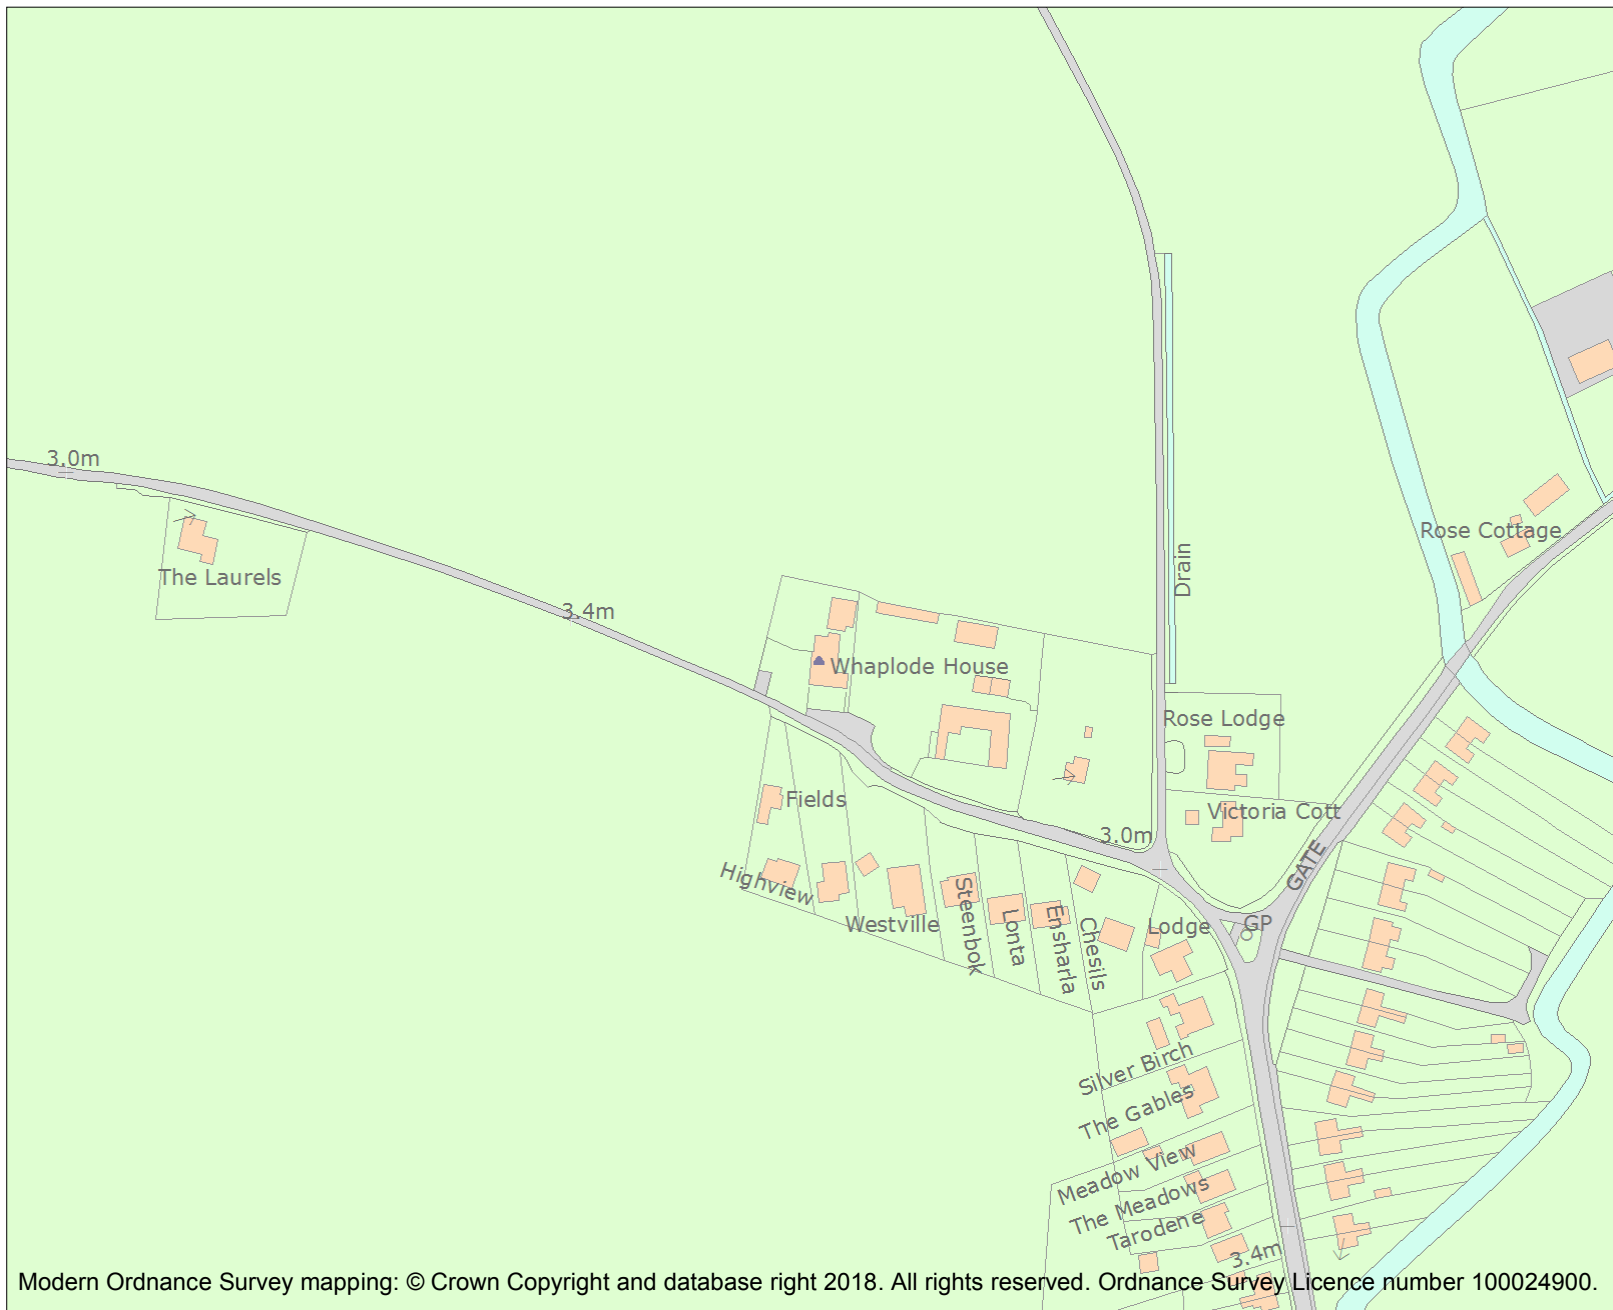 3.0m
Rose Cottage
Drain
The Laurels
3.4m
Whaplode House
Rose Lodge
Fields
Victoria Cott
3.0m
GATE
Highview
Westville
Steenbok
Lonta
Ensharla
Chesils
Lodge
GP
Silver Birch
The Gables
Meadow View
The Meadows
Tarodene
3.4m
Modern Ordnance Survey mapping: © Crown Copyright and database right 2018. All rights reserved. Ordnance Survey Licence number 100024900.